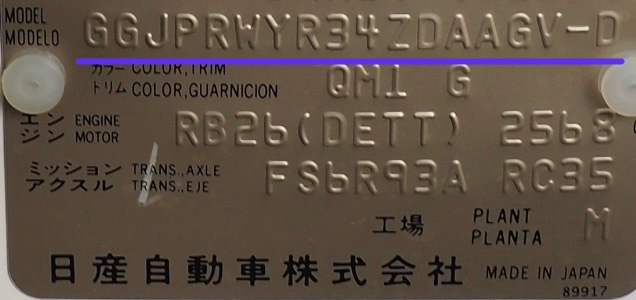 MODEL
MODELO GGJPRWYR34ZDAAGV-D
カラー COLOR,TRIM
トリム COLOR,GUARNICION QM1 G
エン ENGINE
ジン MOTOR RB26(DETT) 2568
ミッション TRANS.,AXLE
アクスル TRANS.,EJE FS6R93A RC35
工場 PLANT
PLANTA M
日産自動車株式会社 MADE IN JAPAN
89917